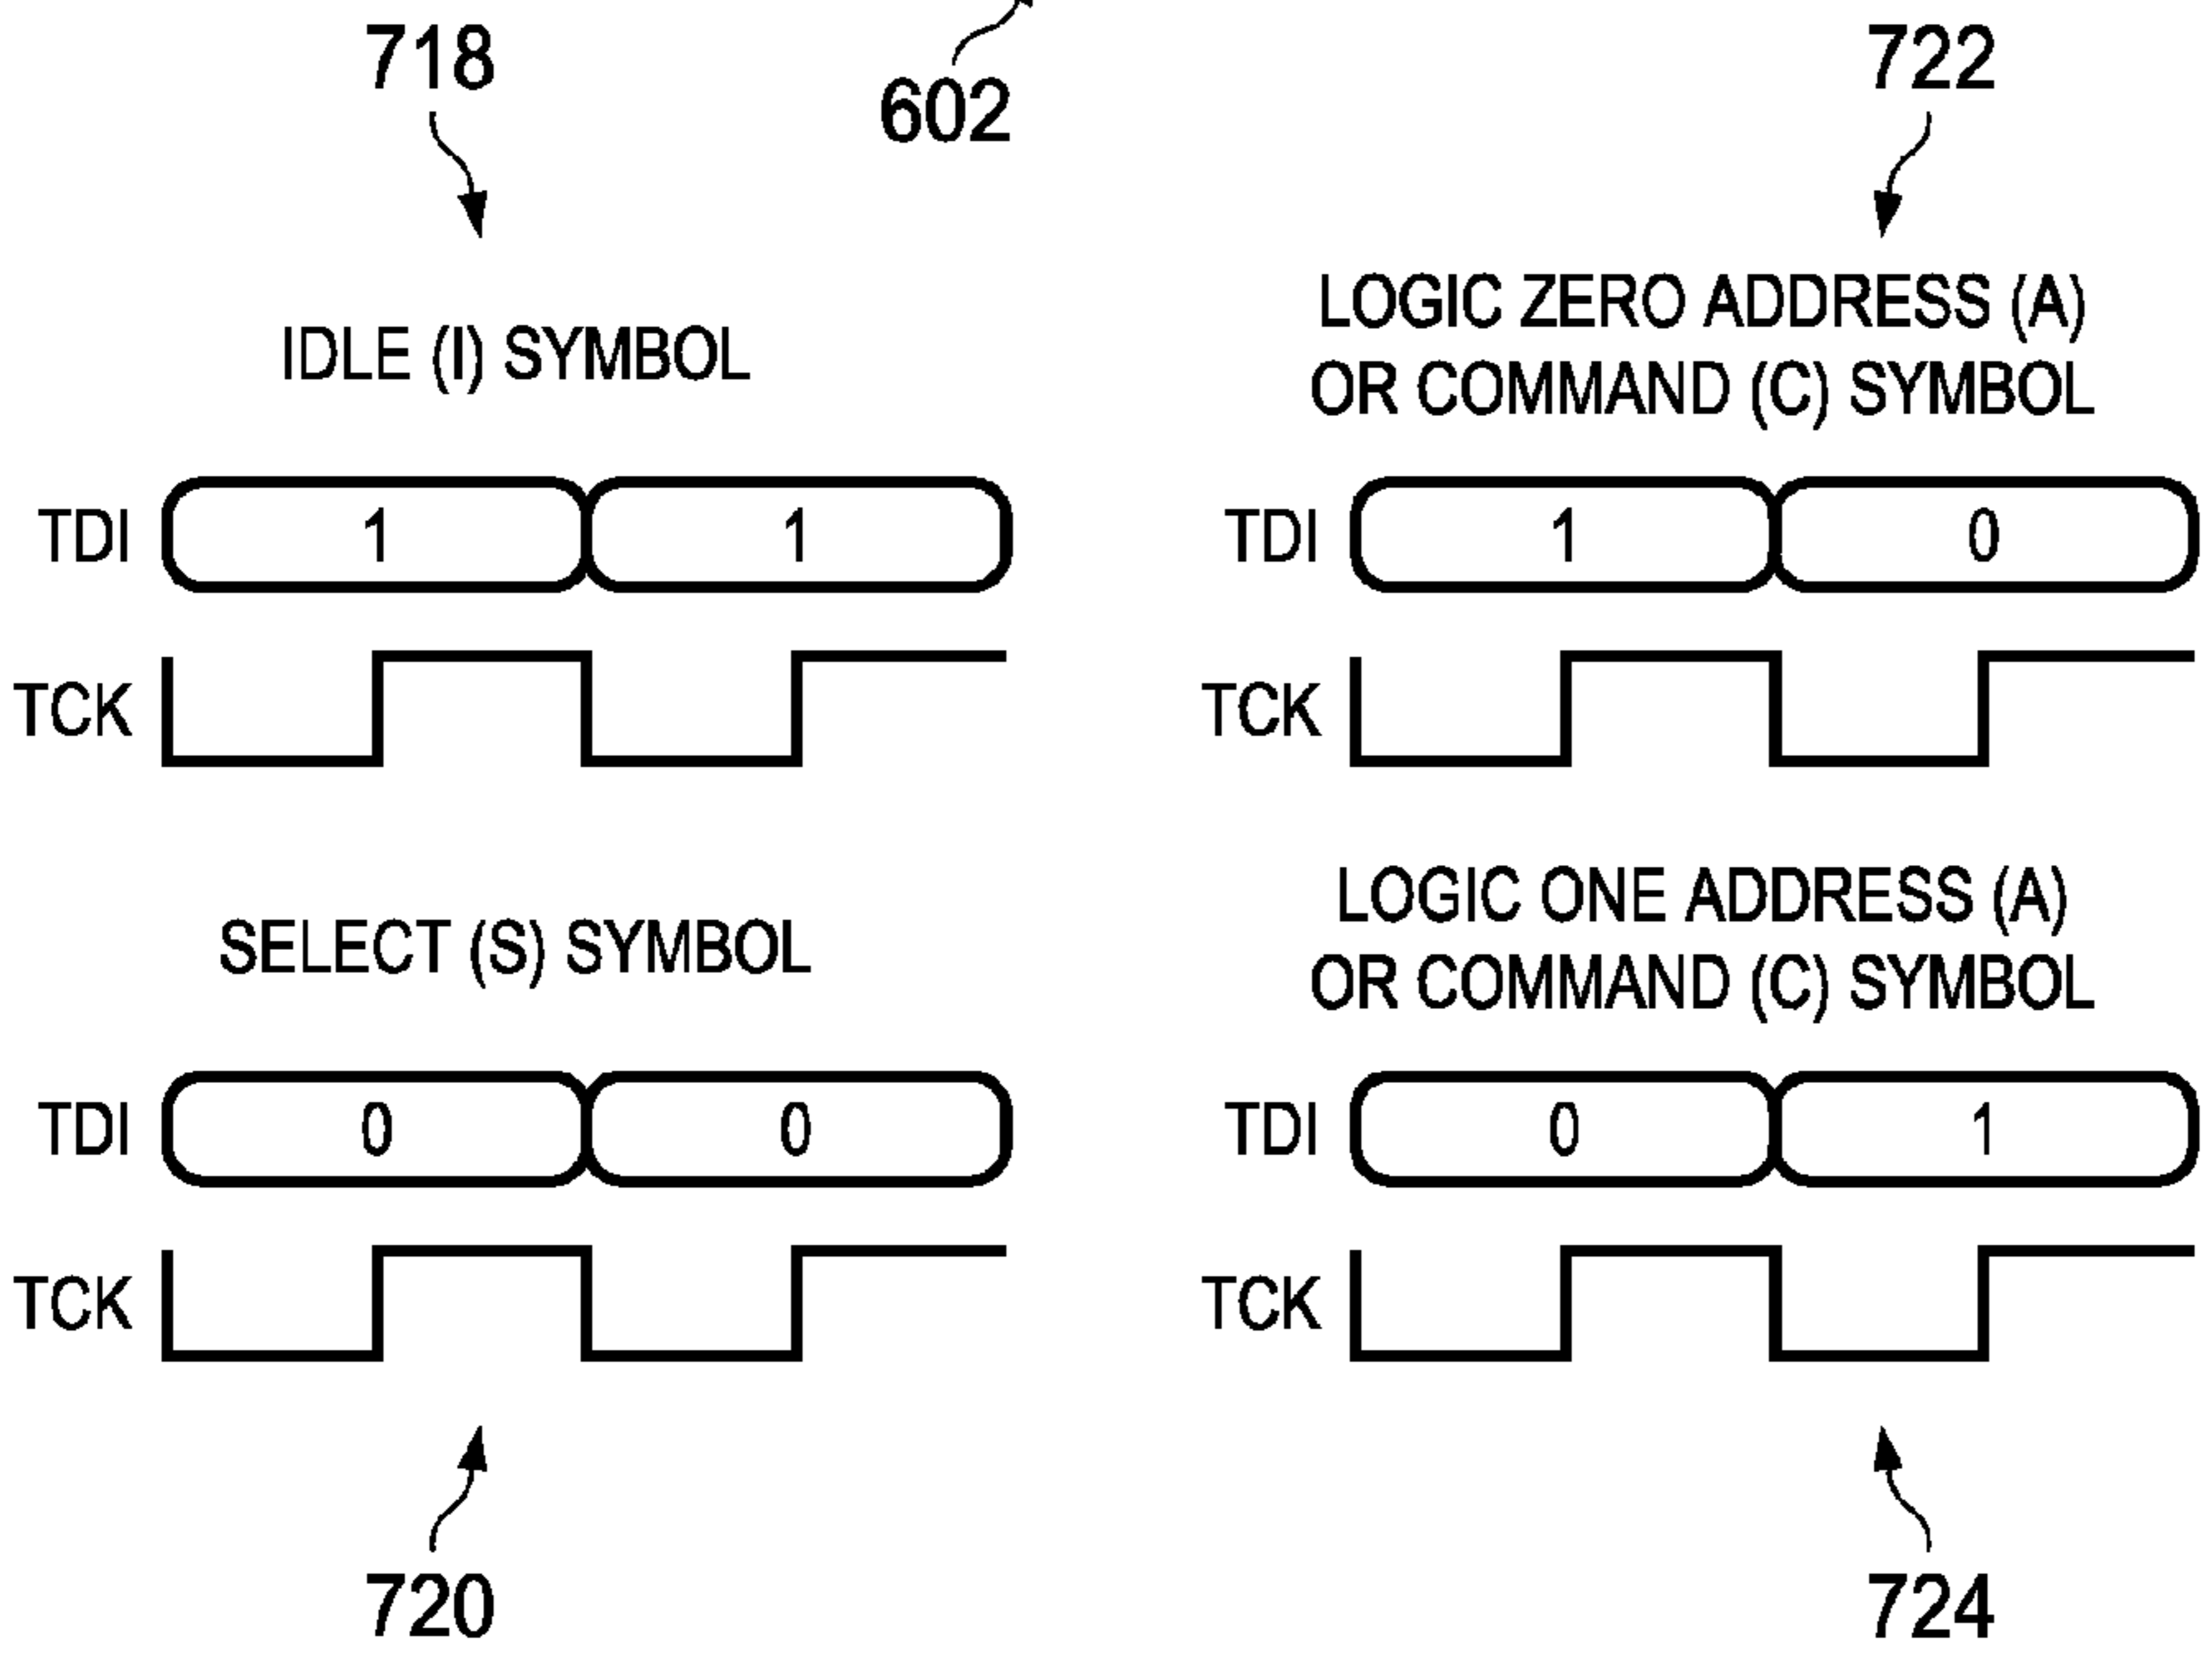 718
602
722
IDLE (I) SYMBOL
LOGIC ZERO ADDRESS (A)
OR COMMAND (C) SYMBOL
TDI 1 1
TDI 1 0
TCK
TCK
SELECT (S) SYMBOL
LOGIC ONE ADDRESS (A)
OR COMMAND (C) SYMBOL
TDI 0 0
TDI 0 1
TCK
TCK
720
724